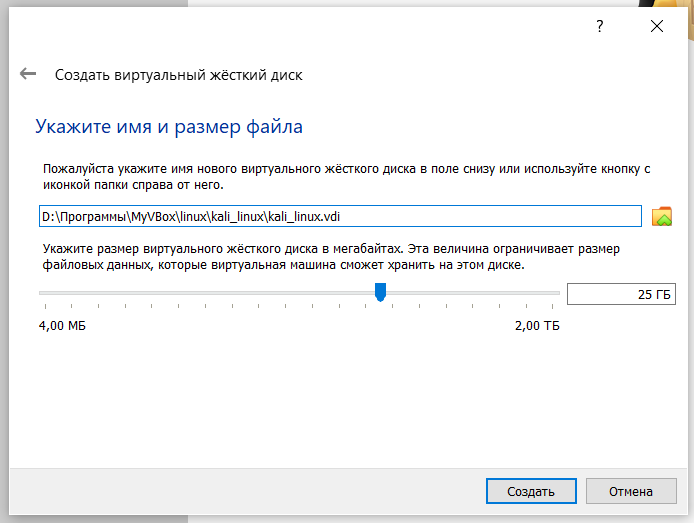 ?
Создать виртуальный жёсткий диск
Укажите имя и размер файла
Пожалуйста укажите имя нового виртуального жёсткого диска в поле снизу или используйте кнопку с
иконкой папки справа от него.
D:\Программы\MyVBox\linux\kali_linux\kali_linux.vdi
Укажите размер виртуального жёсткого диска в мегабайтах. Эта величина ограничивает размер
файловых данных, которые виртуальная машина сможет хранить на этом диске.
25 ГБ
4,00 МБ 2,00 ТБ
Создать Отмена